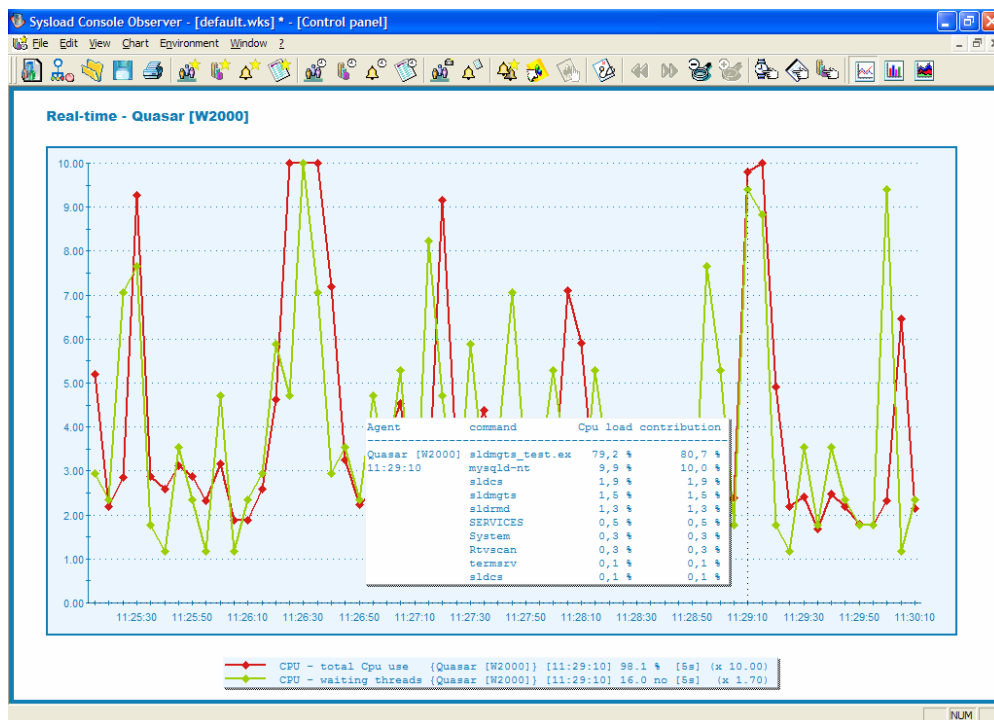 Sysload Console Observer - [default.wks] * - [Control panel]
File Edit View Chart Environment Window ?
Real-time - Quasar [W2000]
10.00
9.00
8.00
7.00
6.00
5.00
4.00
3.00
2.00
1.00
0.00
Agent command Cpu load contribution
Quasar [W2000] sldmgts_test.ex 79,2 % 80,7 %
11:29:10 mysqld-nt 9,9 % 10,0 %
sldcs 1,9 % 1,9 %
sldmgts 1,5 % 1,5 %
sldrmd 1,3 % 1,3 %
SERVICES 0,5 % 0,5 %
System 0,3 % 0,3 %
Rtvscan 0,3 % 0,3 %
termsrv 0,1 % 0,1 %
sldcs 0,1 % 0,1 %
11:25:30 11:25:50 11:26:10 11:26:30 11:26:50 11:27:10 11:27:30 11:27:50 11:28:10 11:28:30 11:28:50 11:29:10 11:29:30 11:29:50 11:30:10
CPU - total Cpu use {Quasar [W2000]} [11:29:10] 98.1 % [5s] (x 10.00)
CPU - waiting threads {Quasar [W2000]} [11:29:10] 16.0 no [5s] (x 1.70)
NUM